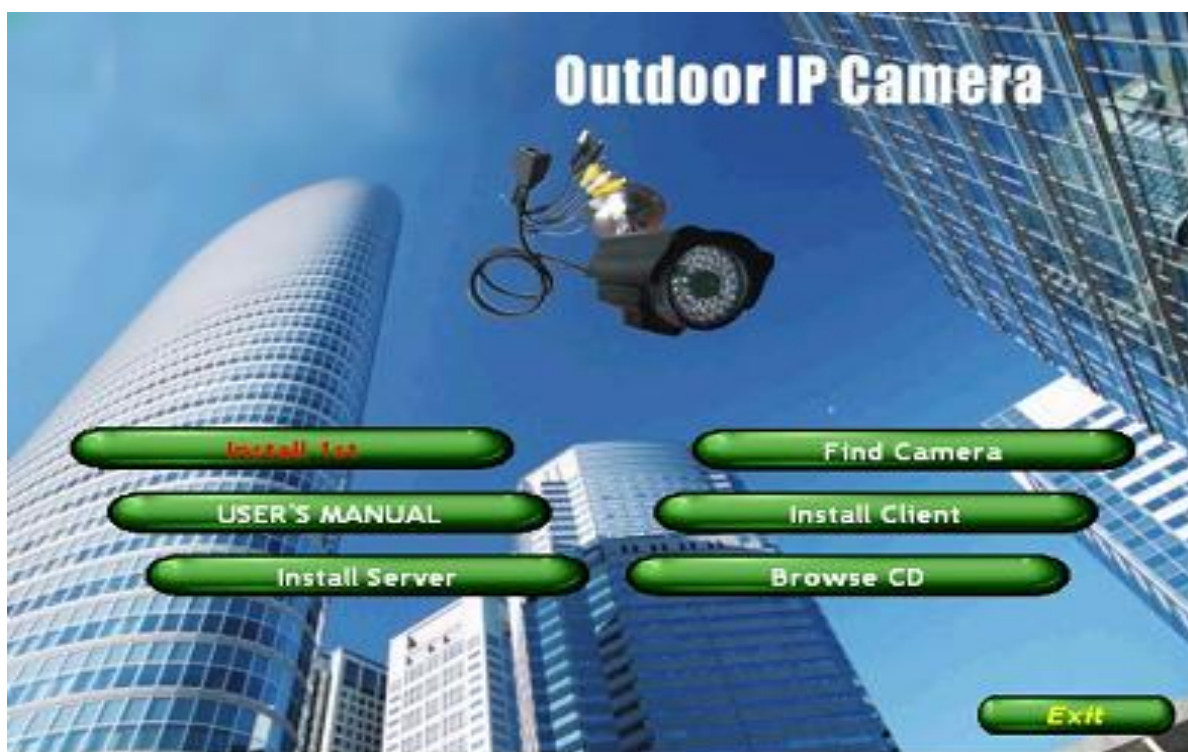 Outdoor IP Camera
Install 1st
Find Camera
USER'S MANUAL
Install Client
Install Server
Browse CD
Exit